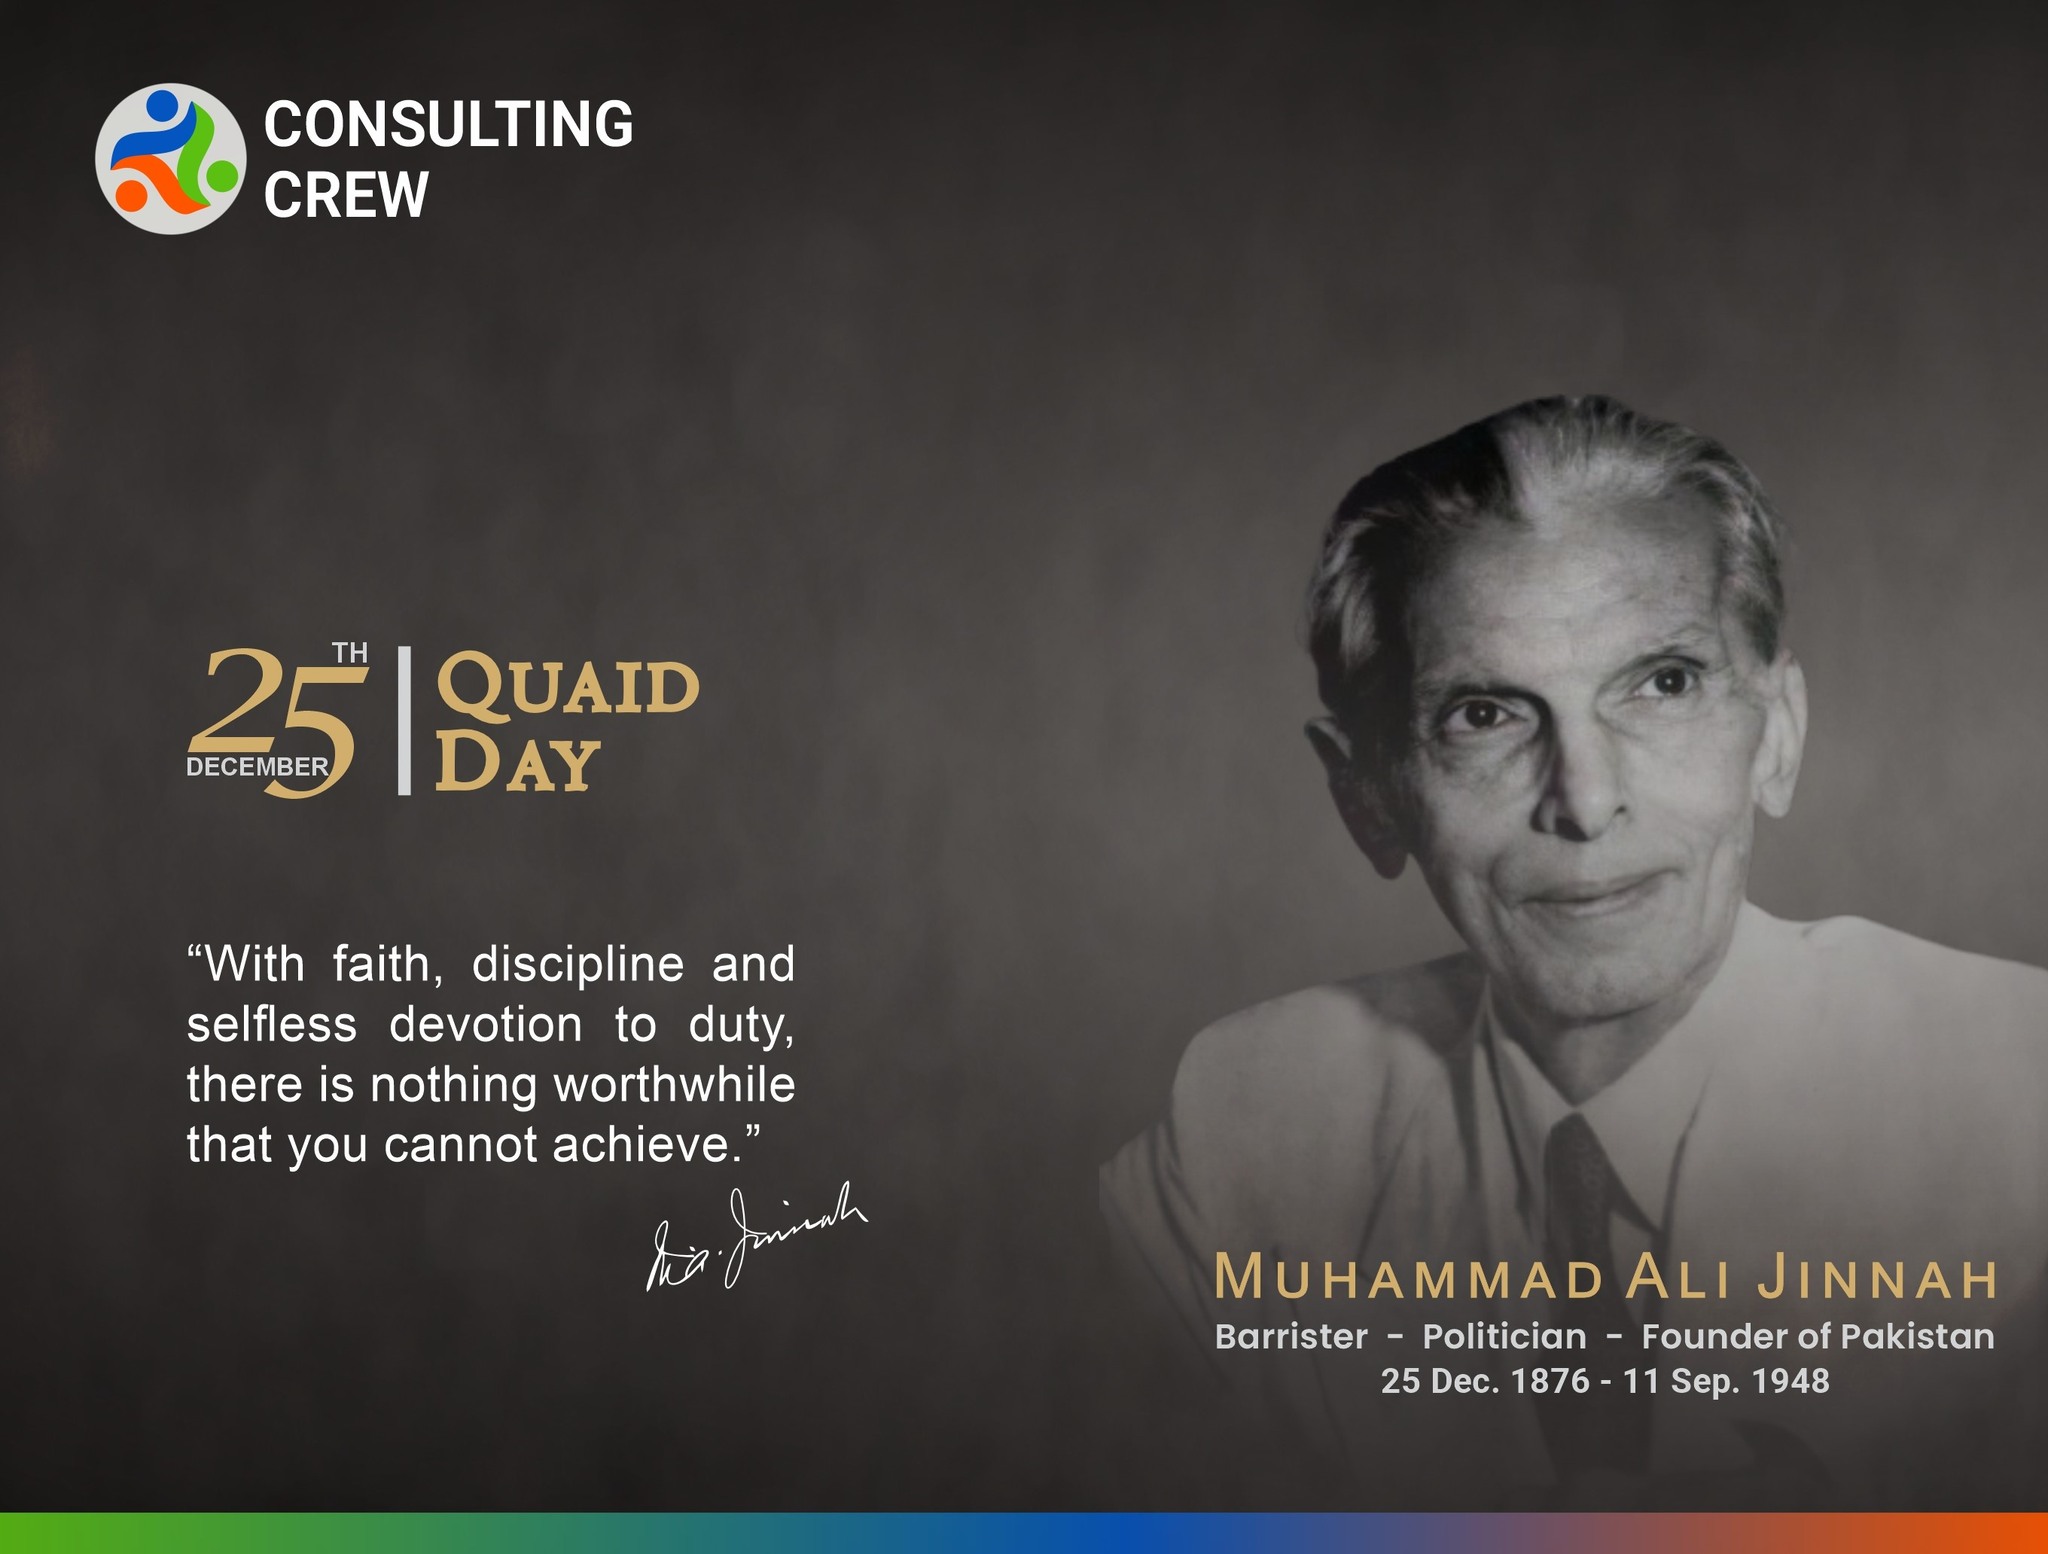 CONSULTING
CREW
25TH
DECEMBER
QUAID
DAY
“With faith, discipline and
selfless devotion to duty,
there is nothing worthwhile
that you cannot achieve.”
M.A. Jinnah
MUHAMMAD ALI JINNAH
Barrister - Politician - Founder of Pakistan
25 Dec. 1876 - 11 Sep. 1948